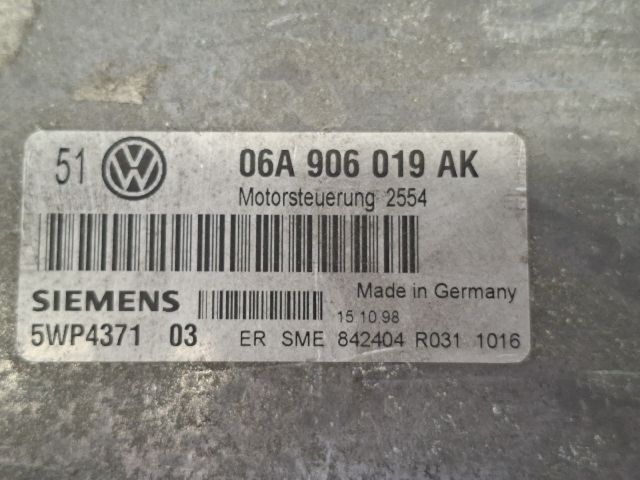 51 VW 06A 906 019 AK
Motorsteuerung 2554
Made in Germany
SIEMENS 15.10.98
5WP4371 03 ER SME 842404 R031 1016